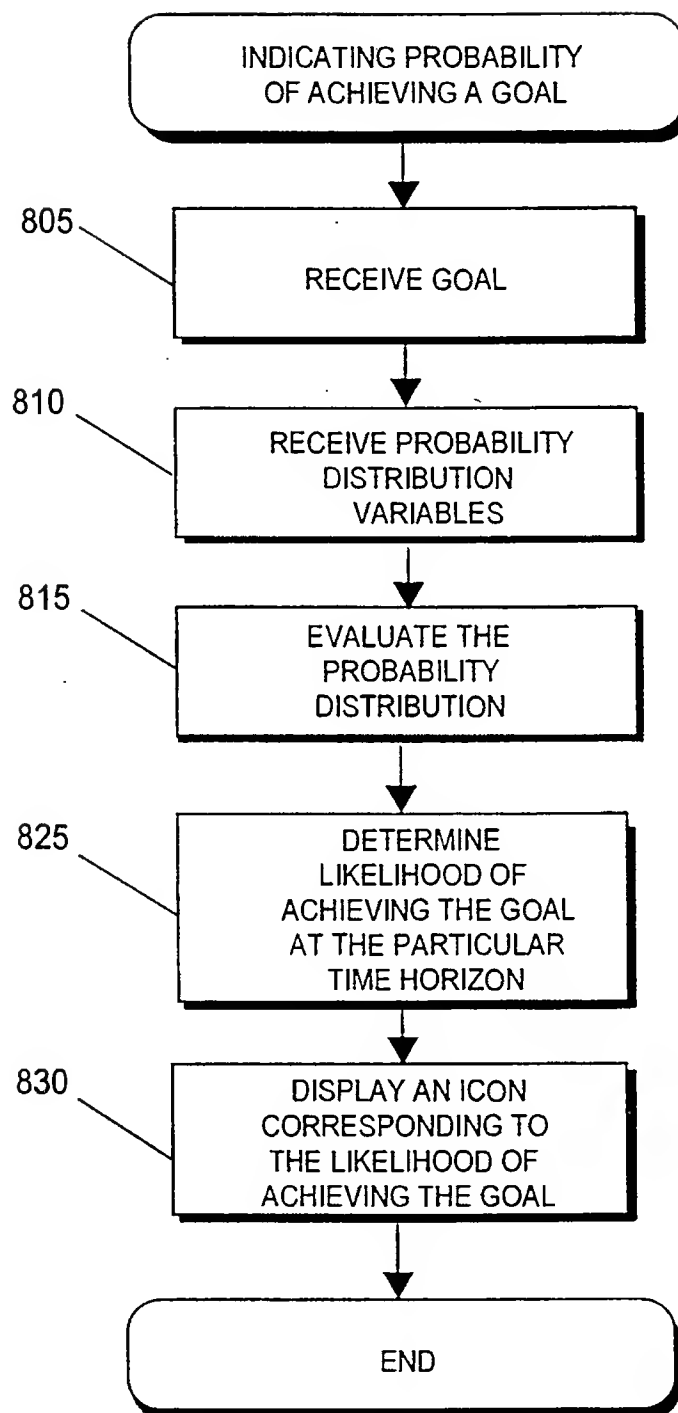 INDICATING PROBABILITY
OF ACHIEVING A GOAL
805
RECEIVE GOAL
810
RECEIVE PROBABILITY
DISTRIBUTION
VARIABLES
815
EVALUATE THE
PROBABILITY
DISTRIBUTION
825
DETERMINE
LIKELIHOOD OF
ACHIEVING THE GOAL
AT THE PARTICULAR
TIME HORIZON
830
DISPLAY AN ICON
CORRESPONDING TO
THE LIKELIHOOD OF
ACHIEVING THE GOAL
END